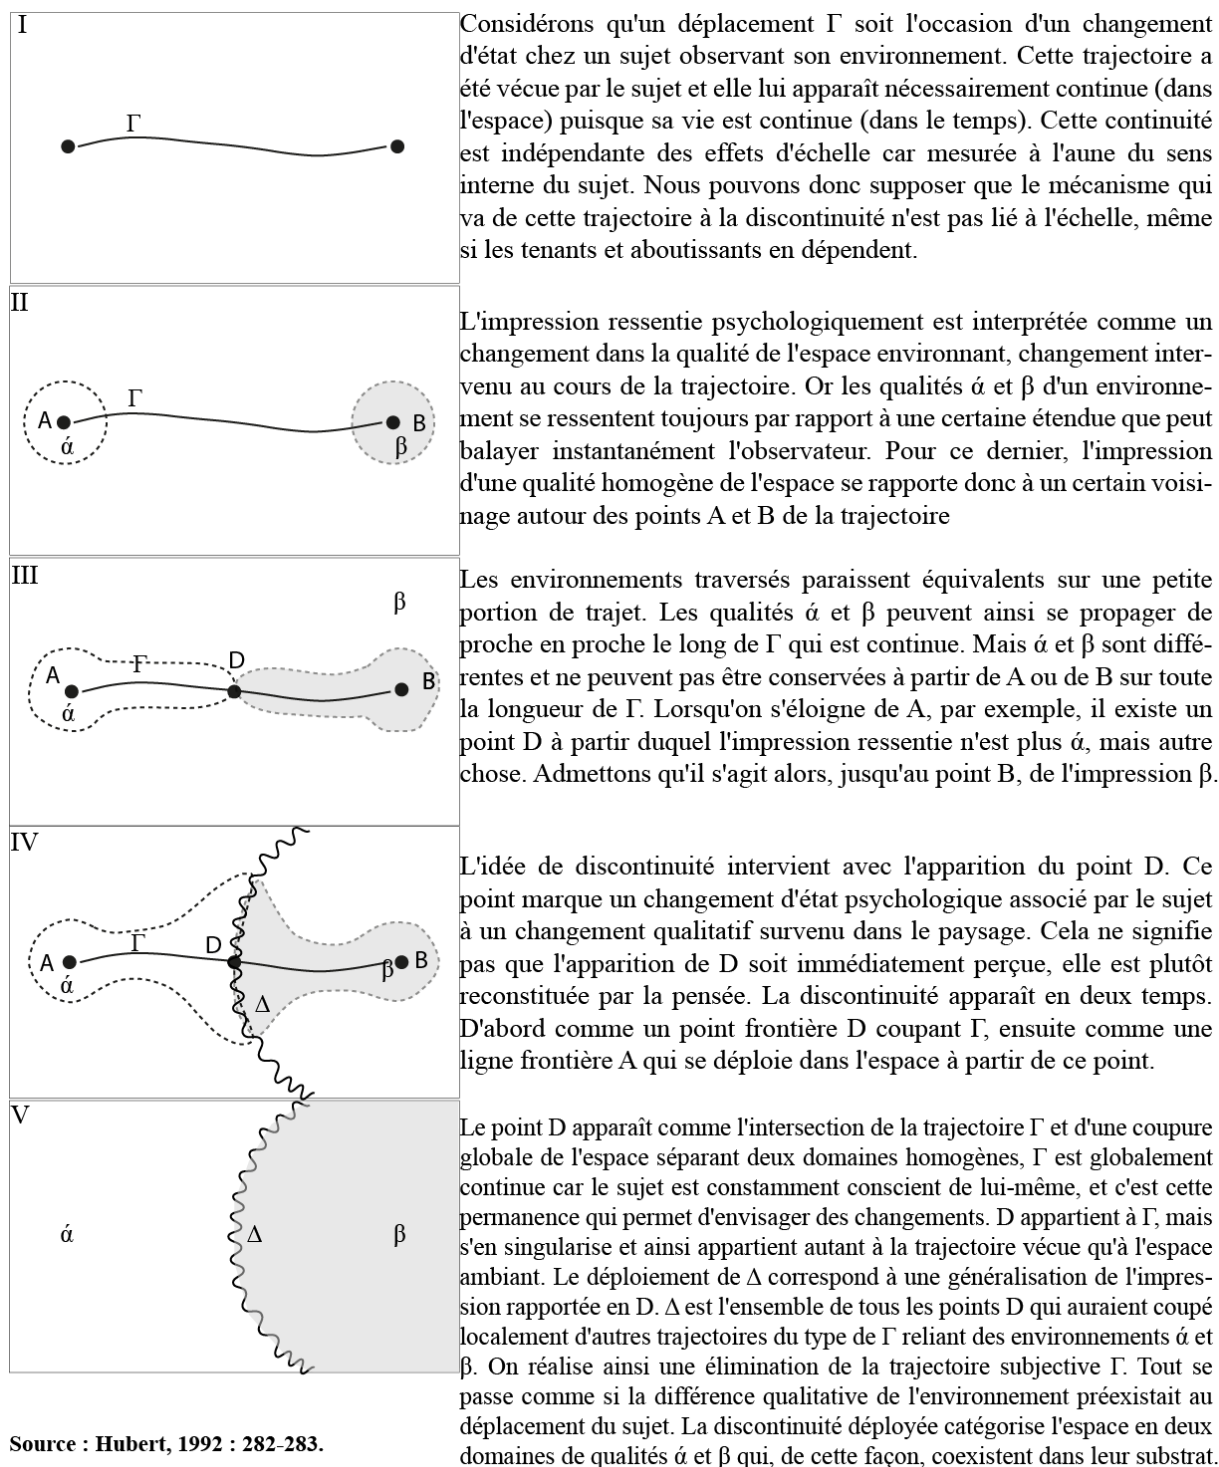 I
Γ
Considérons qu'un déplacement Γ soit l'occasion d'un changement
d'état chez un sujet observant son environnement. Cette trajectoire a
été vécue par le sujet et elle lui apparaît nécessairement continue (dans
l'espace) puisque sa vie est continue (dans le temps). Cette continuité
est indépendante des effets d'échelle car mesurée à l'aune du sens
interne du sujet. Nous pouvons donc supposer que le mécanisme qui
va de cette trajectoire à la discontinuité n'est pas lié à l'échelle, même
si les tenants et aboutissants en dépendent.
II
Γ
A
ά
B
β
L'impression ressentie psychologiquement est interprétée comme un
changement dans la qualité de l'espace environnant, changement inter-
venu au cours de la trajectoire. Or les qualités ά et β d'un environne-
ment se ressentent toujours par rapport à une certaine étendue que peut
balayer instantanément l'observateur. Pour ce dernier, l'impression
d'une qualité homogène de l'espace se rapporte donc à un certain voisi-
nage autour des points A et B de la trajectoire
III
β
A
Γ
D
B
ά
Les environnements traversés paraissent équivalents sur une petite
portion de trajet. Les qualités ά et β peuvent ainsi se propager de
proche en proche le long de Γ qui est continue. Mais ά et β sont diffé-
rentes et ne peuvent pas être conservées à partir de A ou de B sur toute
la longueur de Γ. Lorsqu'on s'éloigne de A, par exemple, il existe un
point D à partir duquel l'impression ressentie n'est plus ά, mais autre
chose. Admettons qu'il s'agit alors, jusqu'au point B, de l'impression β.
IV
A
Γ
D
β
B
ά
Δ
L'idée de discontinuité intervient avec l'apparition du point D. Ce
point marque un changement d'état psychologique associé par le sujet
à un changement qualitatif survenu dans le paysage. Cela ne signifie
pas que l'apparition de D soit immédiatement perçue, elle est plutôt
reconstituée par la pensée. La discontinuité apparaît en deux temps.
D'abord comme un point frontière D coupant Γ, ensuite comme une
ligne frontière A qui se déploie dans l'espace à partir de ce point.
V
ά
Δ
β
Le point D apparaît comme l'intersection de la trajectoire Γ et d'une coupure
globale de l'espace séparant deux domaines homogènes, Γ est globalement
continue car le sujet est constamment conscient de lui-même, et c'est cette
permanence qui permet d'envisager des changements. D appartient à Γ, mais
s'en singularise et ainsi appartient autant à la trajectoire vécue qu'à l'espace
ambiant. Le déploiement de Δ correspond à une généralisation de l'impres-
sion rapportée en D. Δ est l'ensemble de tous les points D qui auraient coupé
localement d'autres trajectoires du type de Γ reliant des environnements ά et
β. On réalise ainsi une élimination de la trajectoire subjective Γ. Tout se
passe comme si la différence qualitative de l'environnement préexistait au
déplacement du sujet. La discontinuité déployée catégorise l'espace en deux
domaines de qualités ά et β qui, de cette façon, coexistent dans leur substrat.
Source : Hubert, 1992 : 282-283.